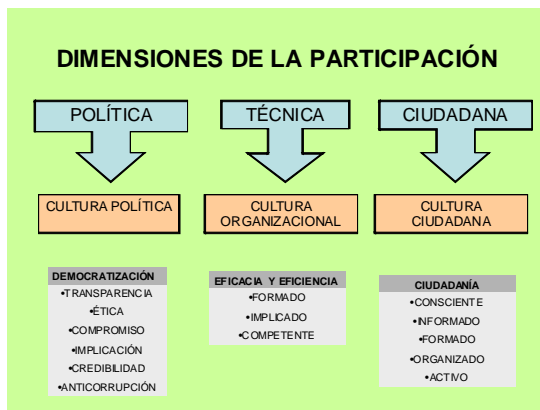 DIMENSIONES DE LA PARTICIPACIÓN
POLÍTICA
TÉCNICA
CIUDADANA
CULTURA POLÍTICA
CULTURA
ORGANIZACIONAL
CULTURA
CIUDADANA
DEMOCRATIZACIÓN
•TRANSPARENCIA
•ÉTICA
•COMPROMISO
•IMPLICACIÓN
•CREDIBILIDAD
•ANTICORRUPCIÓN
EFICACIA Y EFICIENCIA
•FORMADO
•IMPLICADO
•COMPETENTE
CIUDADANÍA
•CONSCIENTE
•INFORMADO
•FORMADO
•ORGANIZADO
•ACTIVO